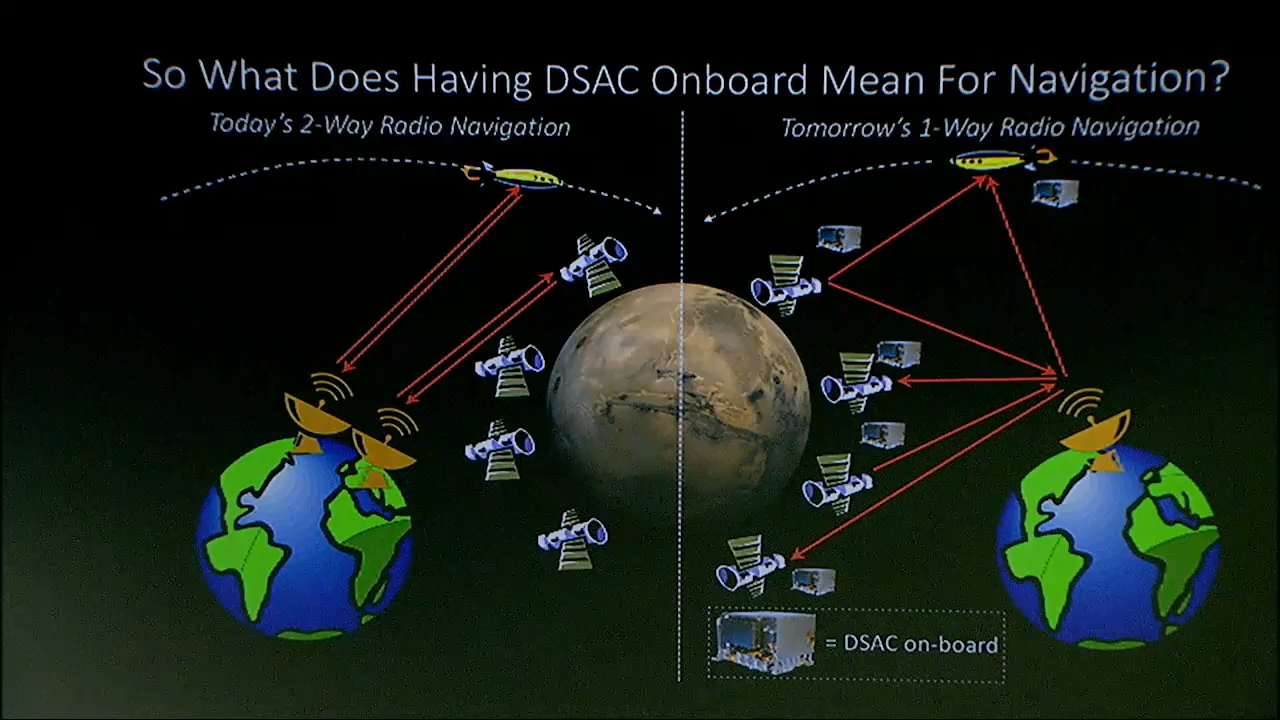 So What Does Having DSAC Onboard Mean For Navigation?
Today's 2-Way Radio Navigation
Tomorrow's 1-Way Radio Navigation
= DSAC on-board